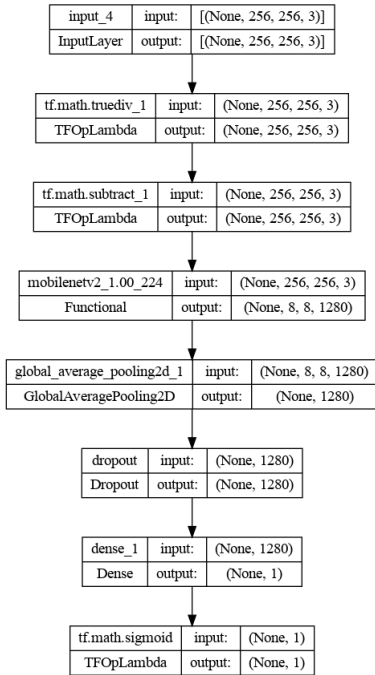 input_4 input: [(None, 256, 256, 3)]
InputLayer output: [(None, 256, 256, 3)]
tf.math.truediv_1 input: (None, 256, 256, 3)
TFOpLambda output: (None, 256, 256, 3)
tf.math.subtract_1 input: (None, 256, 256, 3)
TFOpLambda output: (None, 256, 256, 3)
mobilenetv2_1.00_224 input: (None, 256, 256, 3)
Functional output: (None, 8, 8, 1280)
global_average_pooling2d_1 input: (None, 8, 8, 1280)
GlobalAveragePooling2D output: (None, 1280)
dropout input: (None, 1280)
Dropout output: (None, 1280)
dense_1 input: (None, 1280)
Dense output: (None, 1)
tf.math.sigmoid input: (None, 1)
TFOpLambda output: (None, 1)